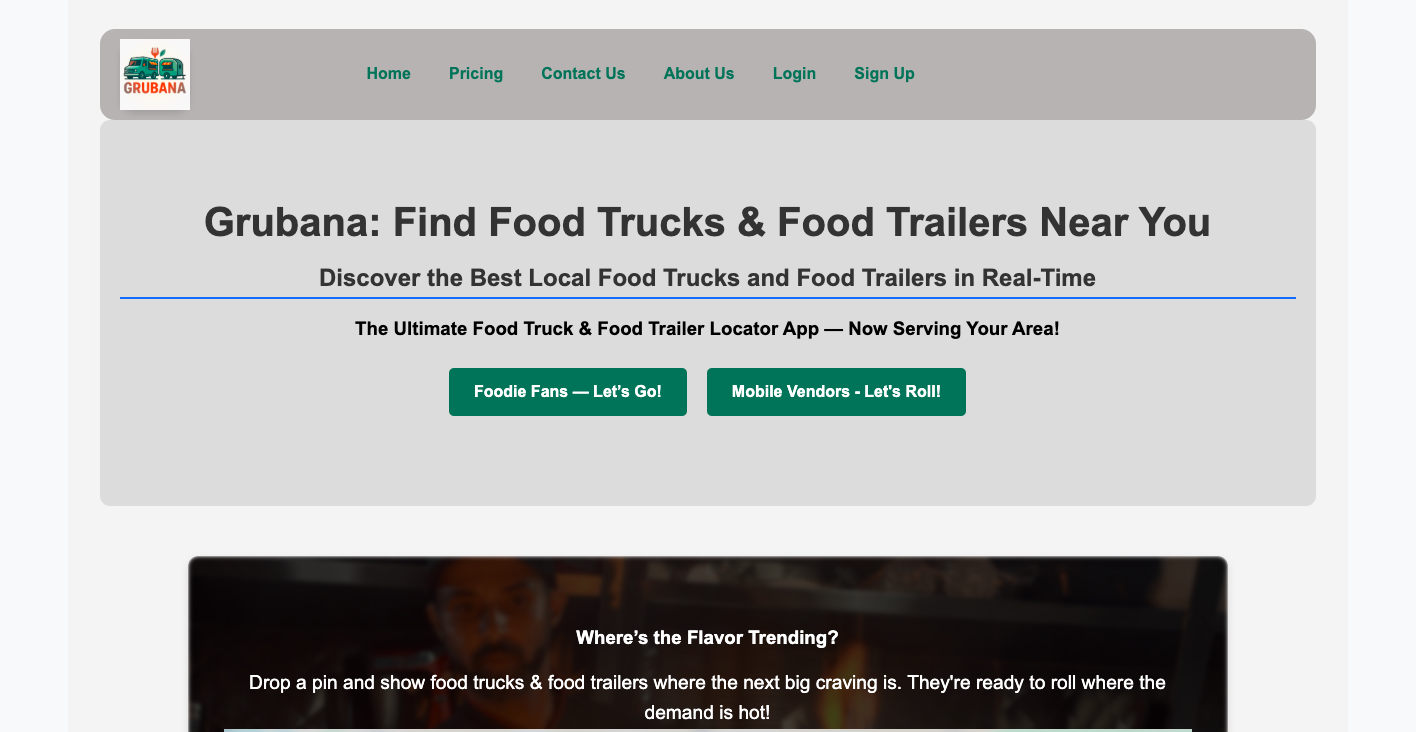 GRUBANA
Home Pricing Contact Us About Us Login Sign Up
Grubana: Find Food Trucks & Food Trailers Near You
Discover the Best Local Food Trucks and Food Trailers in Real-Time
The Ultimate Food Truck & Food Trailer Locator App — Now Serving Your Area!
Foodie Fans — Let’s Go! Mobile Vendors - Let's Roll!
Where’s the Flavor Trending?
Drop a pin and show food trucks & food trailers where the next big craving is. They're ready to roll where the
demand is hot!